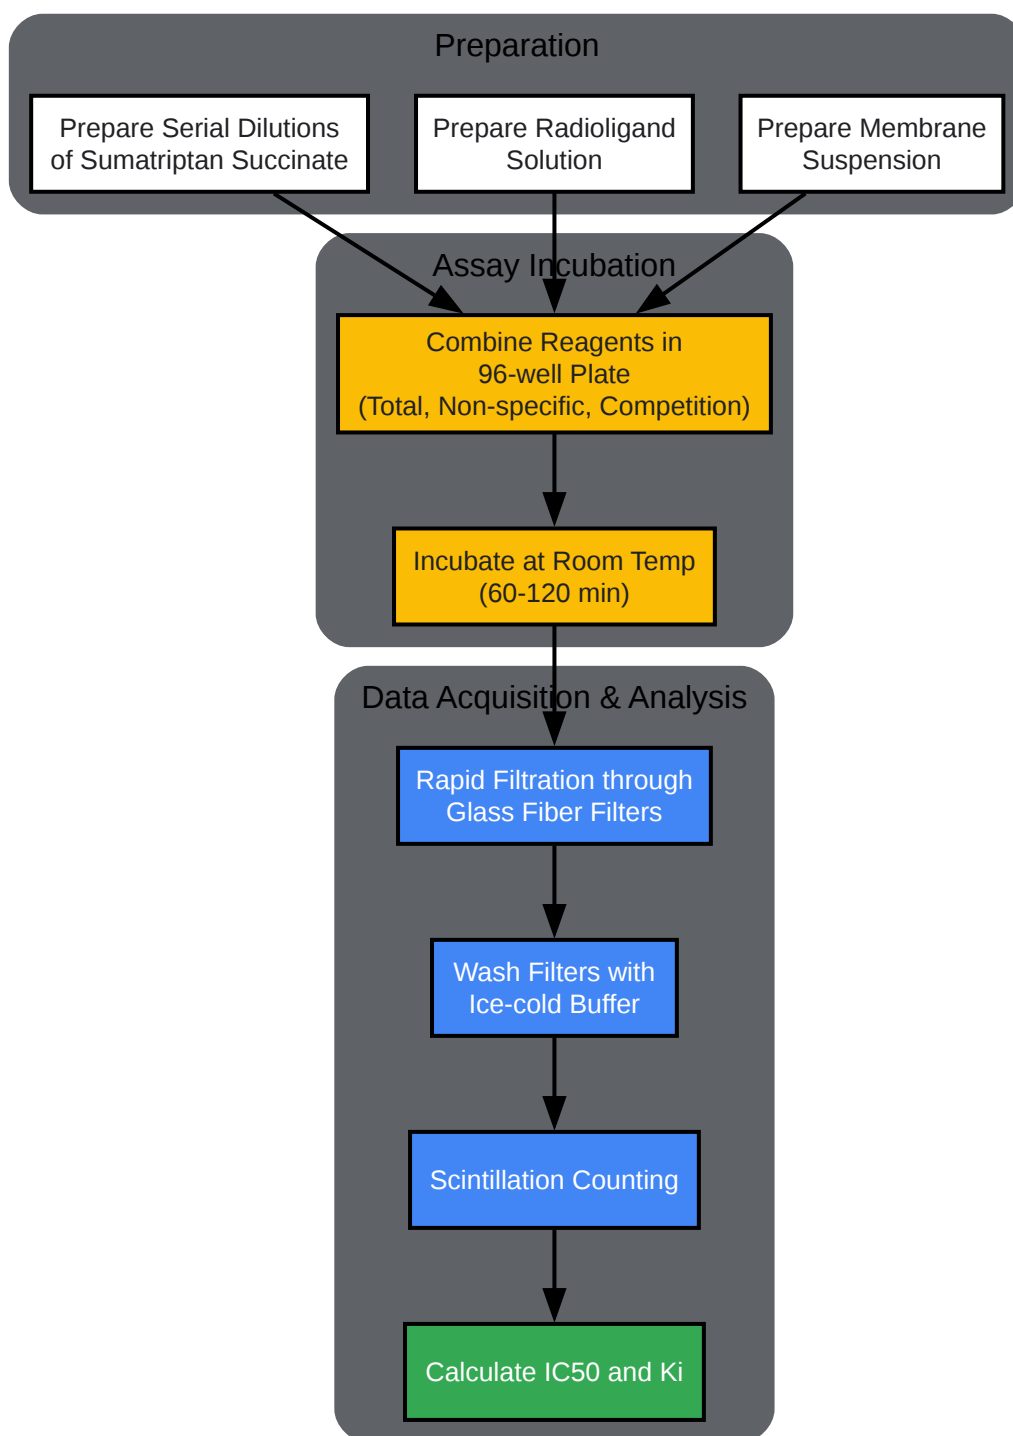 Preparation
Prepare Serial Dilutions
of Sumatriptan Succinate
Prepare Radioligand
Solution
Prepare Membrane
Suspension
Assay Incubation
Combine Reagents in
96-well Plate
(Total, Non-specific, Competition)
Incubate at Room Temp
(60-120 min)
Data Acquisition & Analysis
Rapid Filtration through
Glass Fiber Filters
Wash Filters with
Ice-cold Buffer
Scintillation Counting
Calculate IC50 and Ki